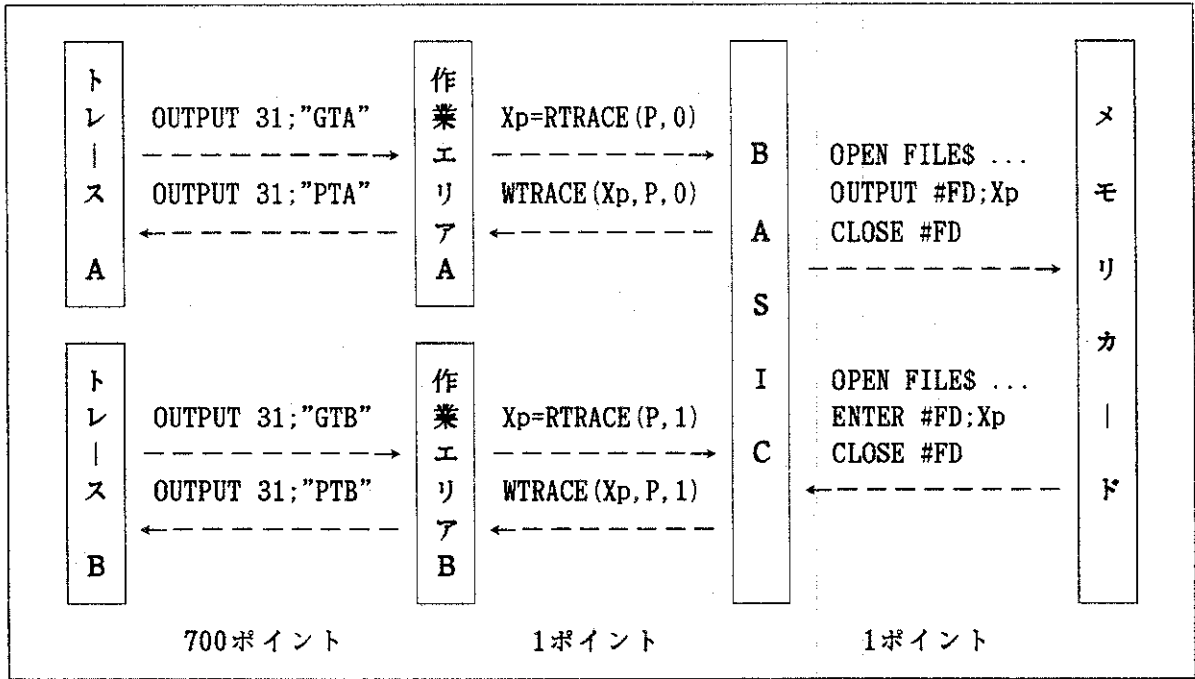 トレース A
OUTPUT 31;"GTA"
OUTPUT 31;"PTA"
作業エリア A
Xp=RTRACE(P,0)
WTRACE(Xp,P,0)
BASIC
OPEN FILE$ ...
OUTPUT #FD;Xp
CLOSE #FD
メモリカード
トレース B
OUTPUT 31;"GTB"
OUTPUT 31;"PTB"
作業エリア B
Xp=RTRACE(P,1)
WTRACE(Xp,P,1)
OPEN FILE$ ...
ENTER #FD;Xp
CLOSE #FD
700ポイント
1ポイント
1ポイント